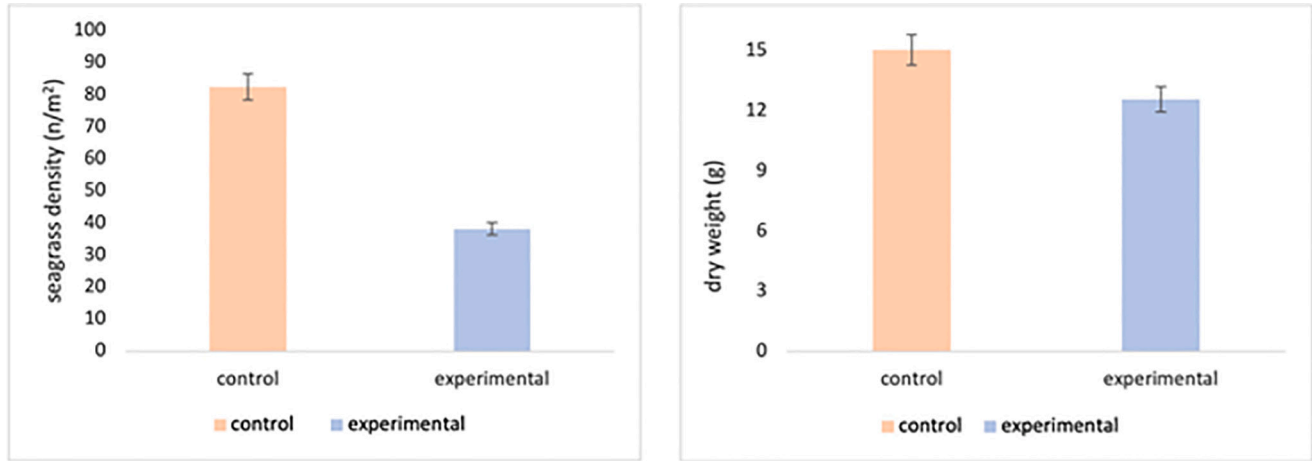 100
90
80
70
60
50
40
30
20
10
0
seagrass density (n/m²)
control experimental
control experimental
15
12
9
6
3
0
dry weight (g)
control experimental
control experimental